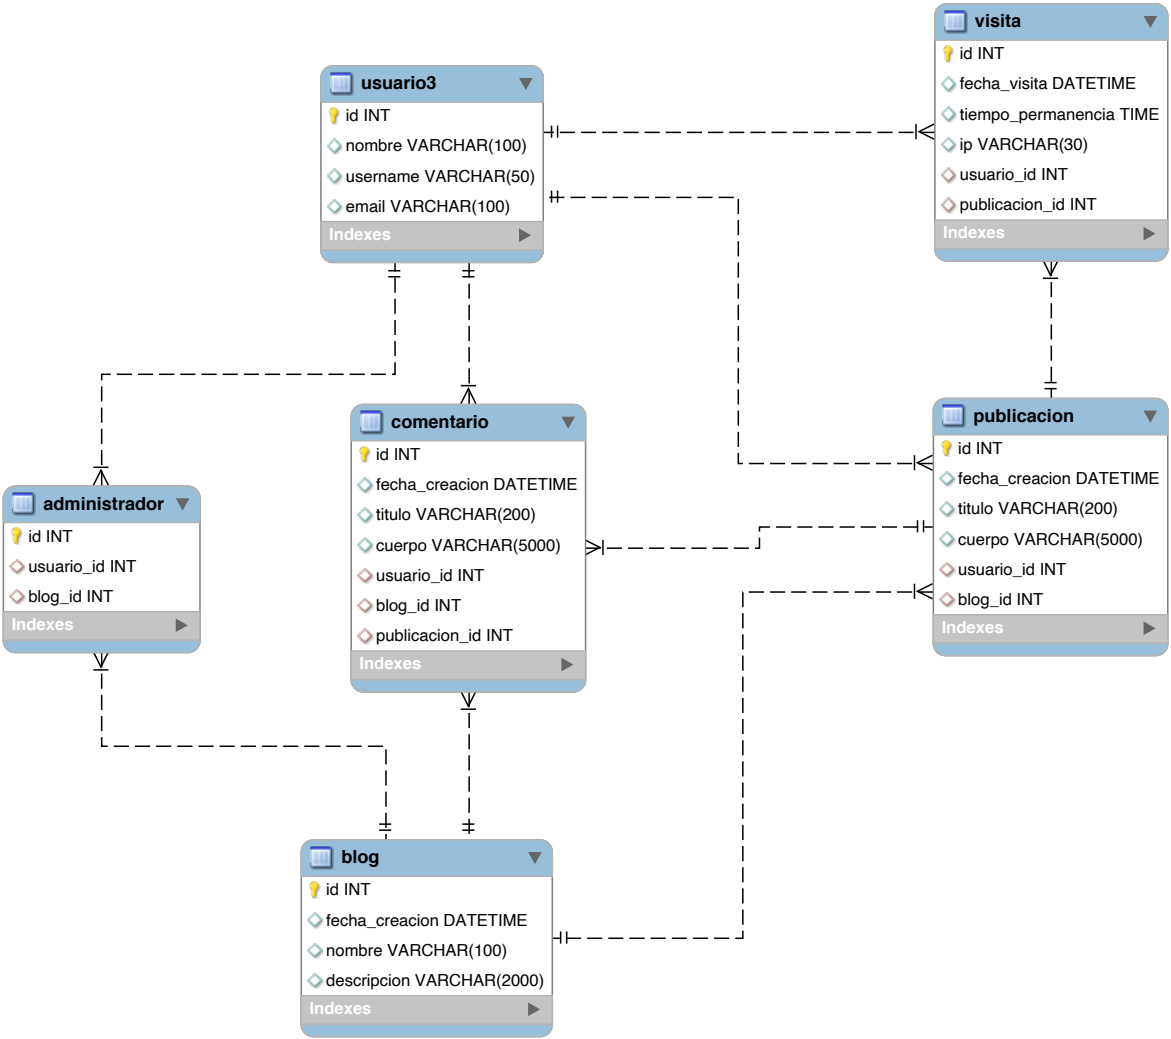 visita
id INT
fecha_visita DATETIME
tiempo_permanencia TIME
ip VARCHAR(30)
usuario_id INT
publicacion_id INT
Indexes
usuario3
id INT
nombre VARCHAR(100)
username VARCHAR(50)
email VARCHAR(100)
Indexes
comentario
id INT
fecha_creacion DATETIME
titulo VARCHAR(200)
cuerpo VARCHAR(5000)
usuario_id INT
blog_id INT
publicacion_id INT
Indexes
publicacion
id INT
fecha_creacion DATETIME
titulo VARCHAR(200)
cuerpo VARCHAR(5000)
usuario_id INT
blog_id INT
Indexes
administrador
id INT
usuario_id INT
blog_id INT
Indexes
blog
id INT
fecha_creacion DATETIME
nombre VARCHAR(100)
descripcion VARCHAR(2000)
Indexes